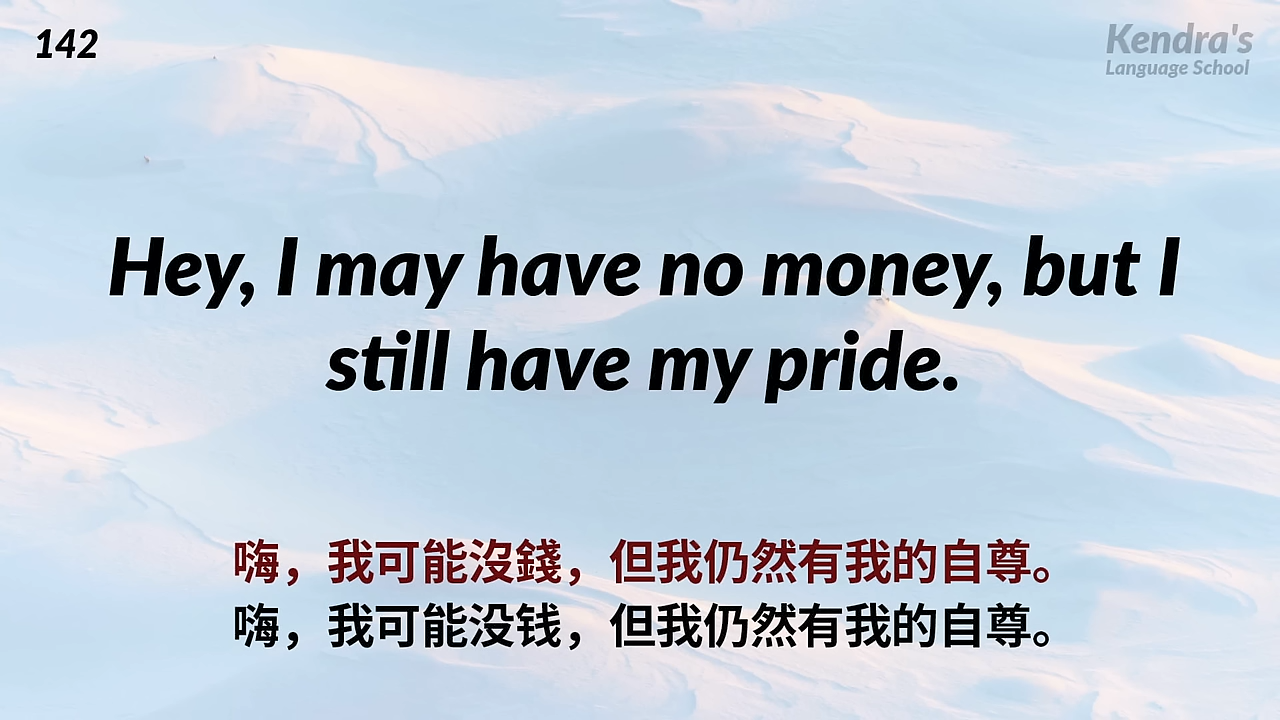 142
Kendra's
Language School
Hey, I may have no money, but I
still have my pride.
嗨，我可能沒錢，但我仍然有我的自尊。
嗨，我可能没钱，但我仍然有我的自尊。